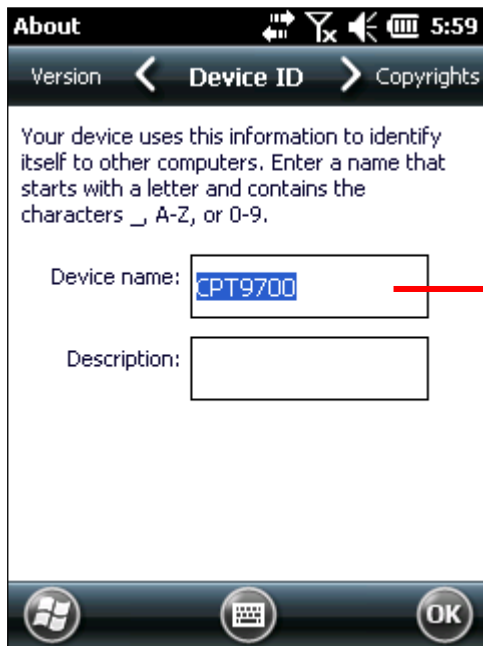 About 5:59
Version Device ID Copyrights
Your device uses this information to identify
itself to other computers. Enter a name that
starts with a letter and contains the
characters _, A-Z, or 0-9.
Device name: CPT9700
Description:
OK